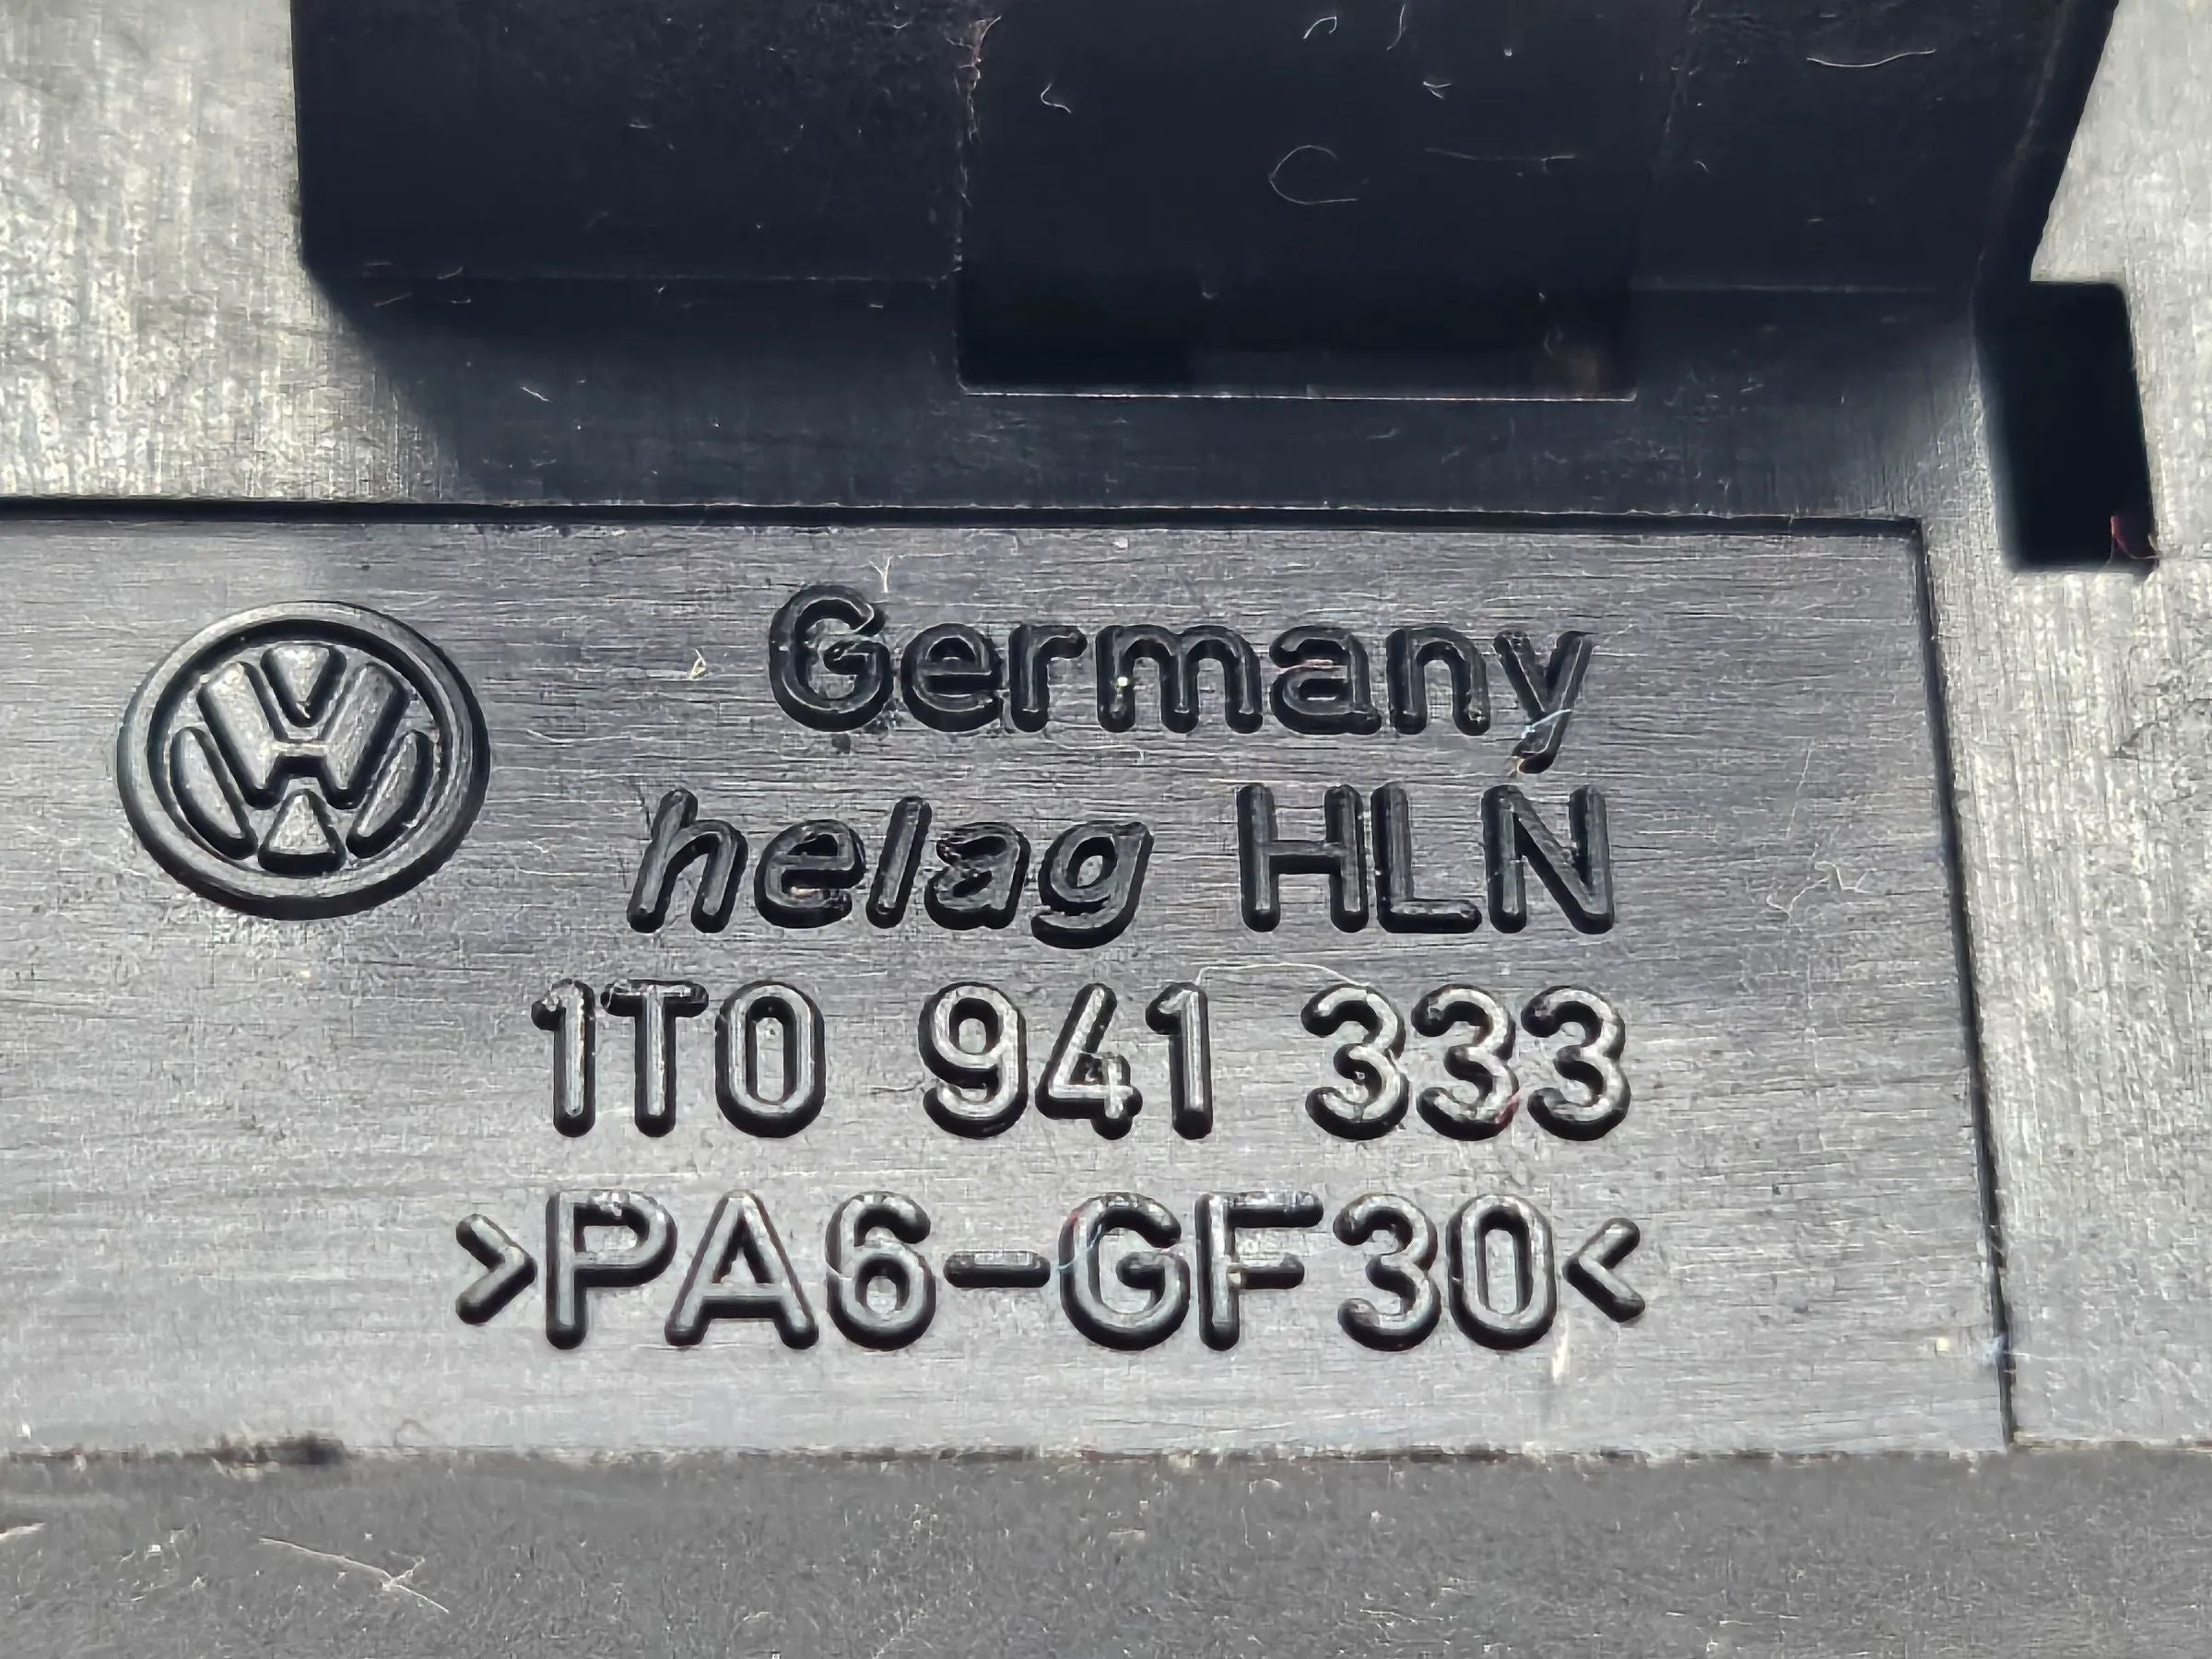 Germany
helag HLN
1T0 941 333
>PA6-GF30<